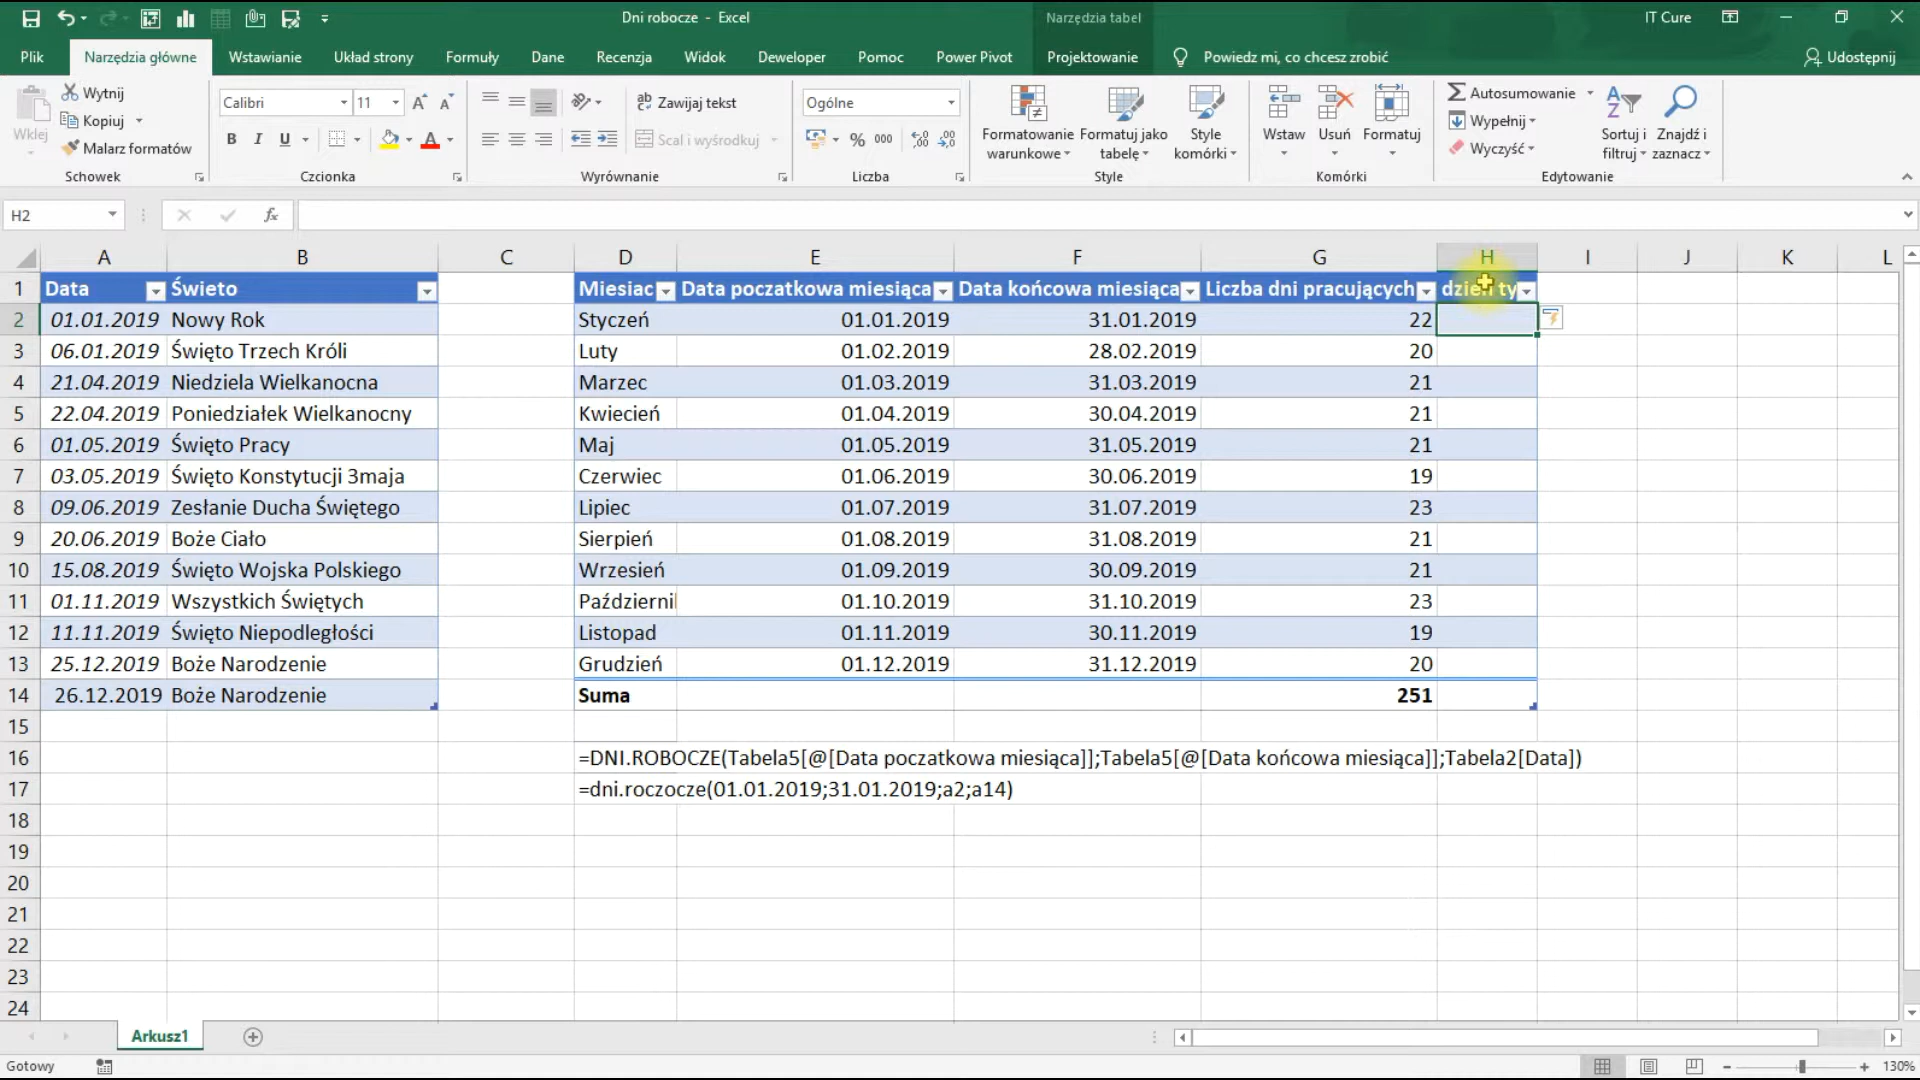 Dni robocze - Excel
Narzędzia tabel
IT Cure
Plik
Narzędzia główne
Wstawianie
Układ strony
Formuły
Dane
Recenzja
Widok
Deweloper
Pomoc
Power Pivot
Projektowanie
Powiedz mi, co chcesz zrobić
Udostępnij
Wklej
Wytnij
Kopiuj
Malarz formatów
Schowek
Calibri
11
B I U
Czcionka
Zawijaj tekst
Scal i wyśrodkuj
Wyrównanie
Ogólne
% 000
Liczba
Formatowanie warunkowe
Formatuj jako tabelę
Style komórki
Style
Wstaw
Usuń
Formatuj
Komórki
Autosumowanie
Wypełnij
Wyczyść
Sortuj i filtruj
Znajdź i zaznacz
Edytowanie
H2
fx
A B C D E F G H I J K L
1 Data Świeto Miesiac Data poczatkowa miesiąca Data końcowa miesiąca Liczba dni pracujących dzień ty
2 01.01.2019 Nowy Rok Styczeń 01.01.2019 31.01.2019 22
3 06.01.2019 Święto Trzech Króli Luty 01.02.2019 28.02.2019 20
4 21.04.2019 Niedziela Wielkanocna Marzec 01.03.2019 31.03.2019 21
5 22.04.2019 Poniedziałek Wielkanocny Kwiecień 01.04.2019 30.04.2019 21
6 01.05.2019 Święto Pracy Maj 01.05.2019 31.05.2019 21
7 03.05.2019 Święto Konstytucji 3maja Czerwiec 01.06.2019 30.06.2019 19
8 09.06.2019 Zesłanie Ducha Świętego Lipiec 01.07.2019 31.07.2019 23
9 20.06.2019 Boże Ciało Sierpień 01.08.2019 31.08.2019 21
10 15.08.2019 Święto Wojska Polskiego Wrzesień 01.09.2019 30.09.2019 21
11 01.11.2019 Wszystkich Świętych Październi 01.10.2019 31.10.2019 23
12 11.11.2019 Święto Niepodległości Listopad 01.11.2019 30.11.2019 19
13 25.12.2019 Boże Narodzenie Grudzień 01.12.2019 31.12.2019 20
14 26.12.2019 Boże Narodzenie Suma 251
15
16 =DNI.ROBOCZE(Tabela5[@[Data poczatkowa miesiąca]];Tabela5[@[Data końcowa miesiąca]];Tabela2[Data])
17 =dni.roczocze(01.01.2019;31.01.2019;a2;a14)
18
19
20
21
22
23
24
Arkusz1
Gotowy
130%